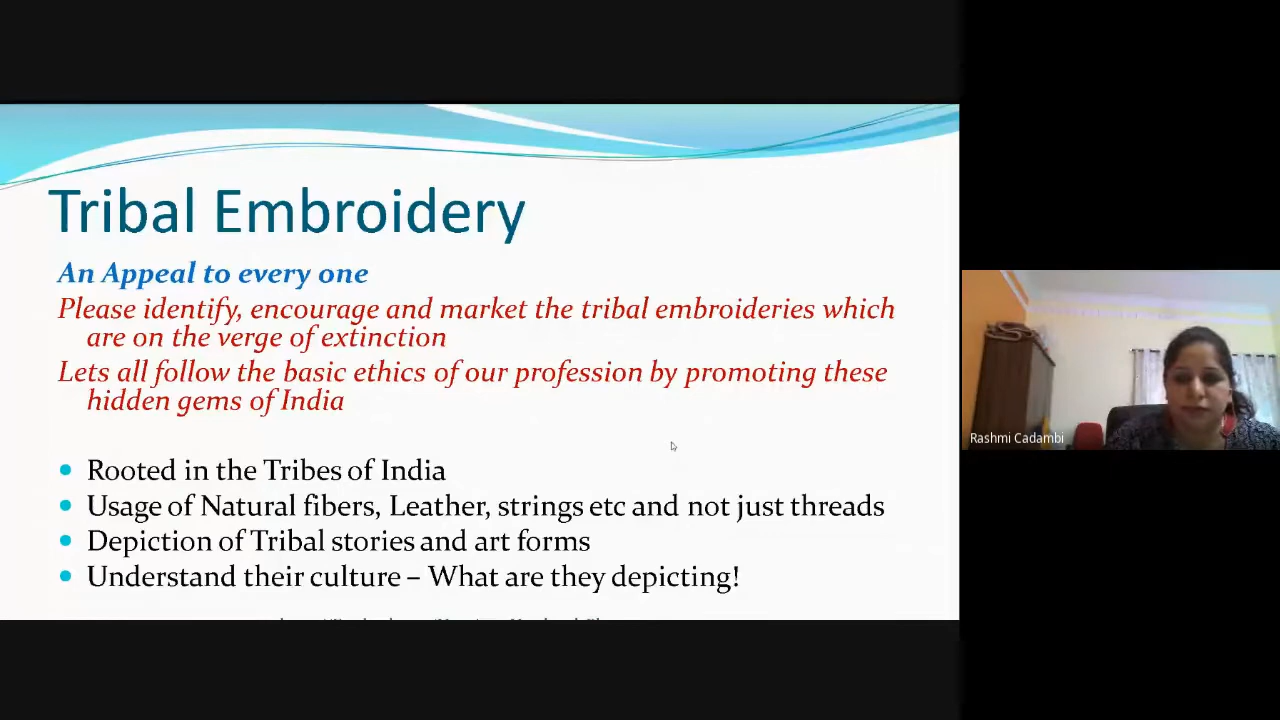 Tribal Embroidery
An Appeal to every one
Please identify, encourage and market the tribal embroideries which
are on the verge of extinction
Lets all follow the basic ethics of our profession by promoting these
hidden gems of India
• Rooted in the Tribes of India
• Usage of Natural fibers, Leather, strings etc and not just threads
• Depiction of Tribal stories and art forms
• Understand their culture – What are they depicting!
Rashmi Cadambi